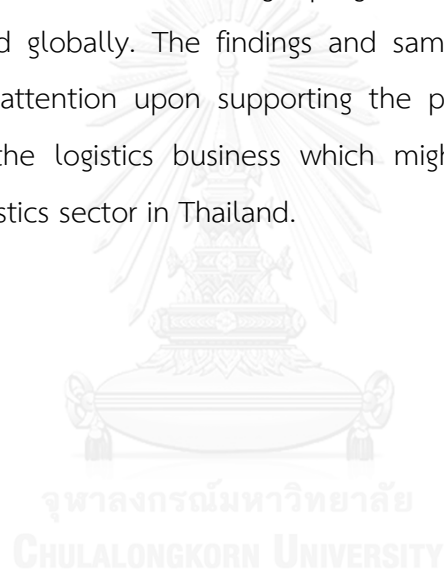 d globally. The findings and sam
attention upon supporting the p
the logistics business which migh
stics sector in Thailand.
จุฬาลงกรณ์มหาวิทยาลัย
CHULALONGKORN UNIVERSITY